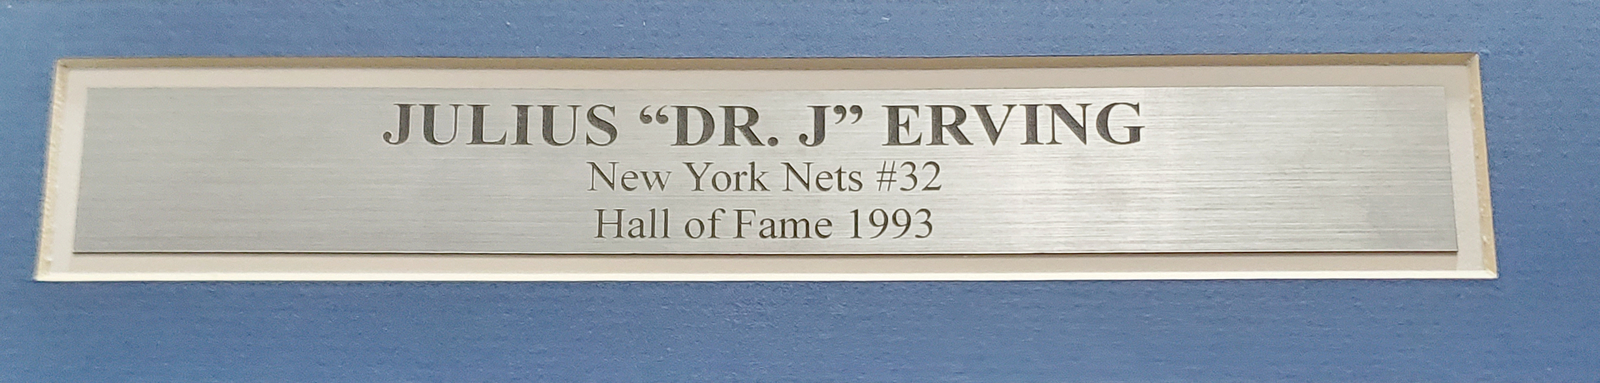 JULIUS “DR. J” ERVING
New York Nets #32
Hall of Fame 1993